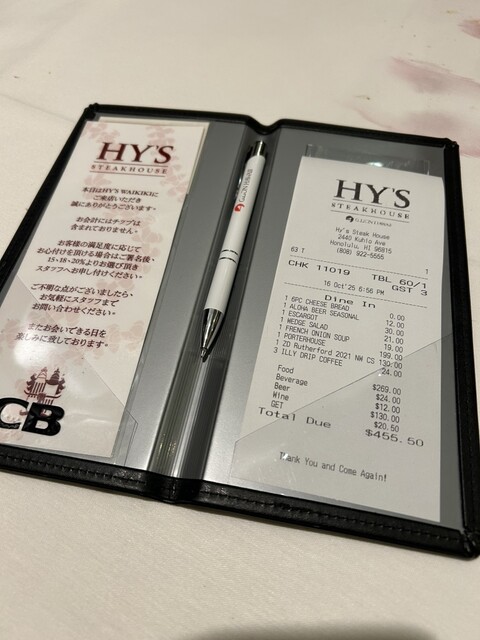 HY'S
STEAKHOUSE
本日はHY'S WAIKIKIに
ご来店いただき
誠にありがとうございます。
お会計にはチップは
含まれておりません。
お客様の満足度に応じて
お心付けを頂ける場合はご署名後、
15・18・20%よりお選び頂き
スタッフへお申し付けください。
ご不明な点がございましたら、
お気軽にスタッフまで
お問い合わせください。
またお会いできる日を
楽しみに致しております。
CB
HY'S
STEAKHOUSE
Hy's Steak House
2440 Kuhio Ave
Honolulu, HI 96815
(808) 922-5555
63 T 1
CHK 11019 TBL 60/1
GST 3
16 Oct'25 6:56 PM
Dine In
1 6PC CHEESE BREAD 0.00
1 ALOHA BEER SEASONAL 12.00
1 ESCARGOT 30.00
1 WEDGE SALAD 21.00
1 FRENCH ONION SOUP 19.00
1 PORTERHOUSE 199.00
1 ZD Rutherford 2021 NW CS 130.00
3 ILLY DRIP COFFEE 24.00
Food $269.00
Beverage $24.00
Beer $12.00
Wine $130.00
GET $20.50
Total Due $455.50
Thank You and Come Again!